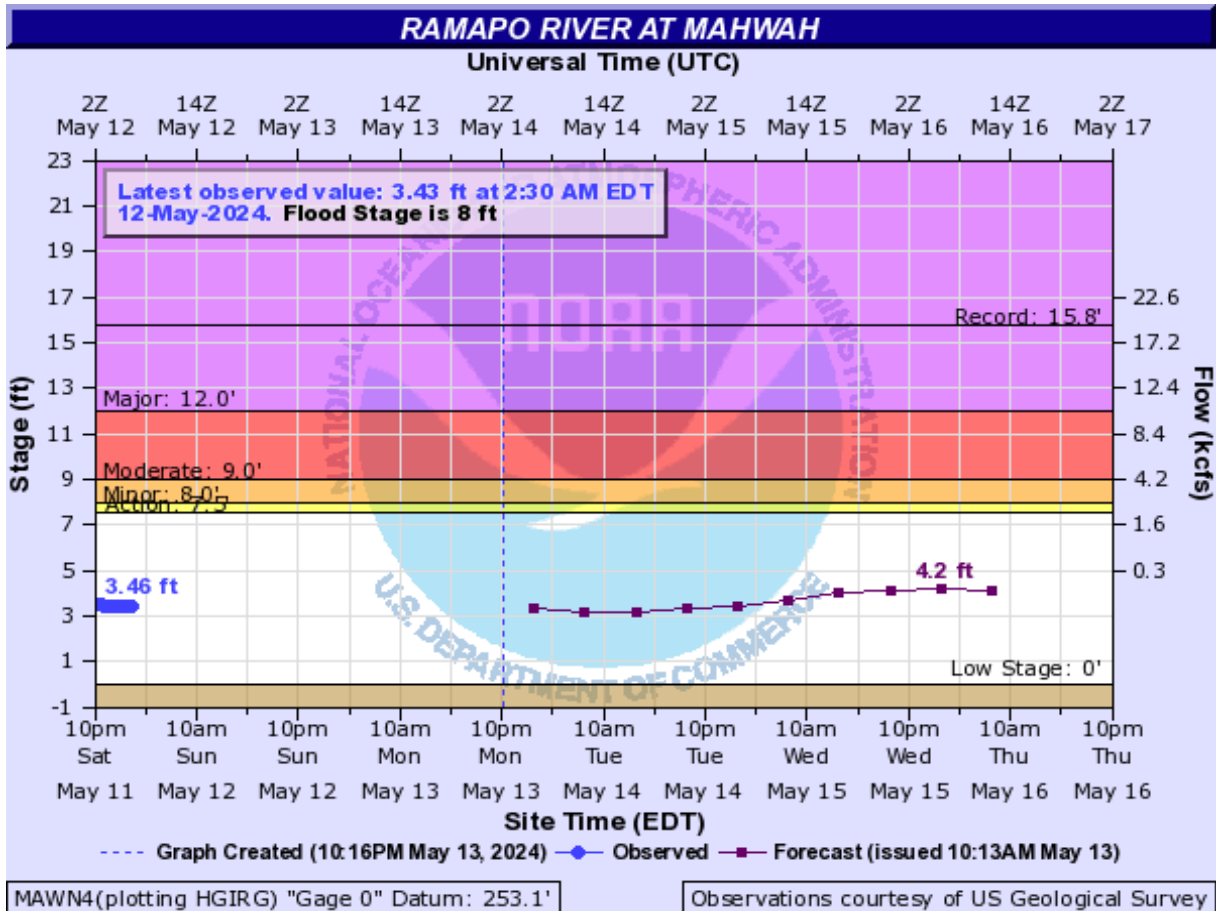 RAMAPO RIVER AT MAHWAH
Universal Time (UTC)
2Z 14Z 2Z 14Z 2Z 14Z 2Z 14Z 2Z 14Z 2Z
May 12 May 12 May 13 May 13 May 14 May 14 May 15 May 15 May 16 May 16 May 17
Latest observed value: 3.43 ft at 2:30 AM EDT
12-May-2024. Flood Stage is 8 ft
NATIONAL OCEANIC AND ATMOSPHERIC ADMINISTRATION
NOAA
U.S. DEPARTMENT OF COMMERCE
Stage (ft)
23
21
19
17
15
13
11
9
7
5
3
1
-1
Flow (kcfs)
22.6
17.2
12.4
8.4
4.2
1.6
0.3
Record: 15.8'
Major: 12.0'
Moderate: 9.0'
Minor: 8.0'
Action: 7.5'
3.46 ft
4.2 ft
Low Stage: 0'
10pm 10am 10pm 10am 10pm 10am 10pm 10am 10pm 10am 10pm
Sat Sun Sun Mon Mon Tue Tue Wed Wed Thu Thu
May 11 May 12 May 12 May 13 May 13 May 14 May 14 May 15 May 15 May 16 May 16
Site Time (EDT)
Graph Created (10:16PM May 13, 2024) Observed Forecast (issued 10:13AM May 13)
MAWN4(plotting HGIRG) "Gage 0" Datum: 253.1'
Observations courtesy of US Geological Survey